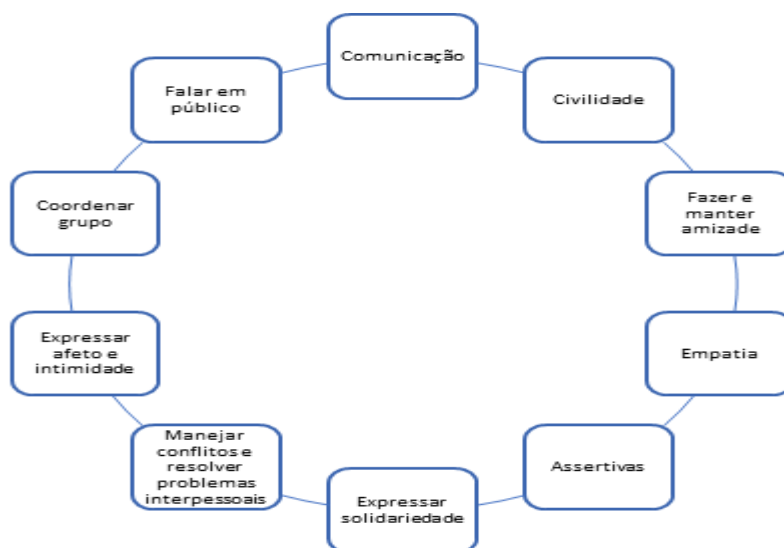 Comunicação
Civilidade
Fazer e
manter
amizade
Empatia
Assertivas
Expressar
solidariedade
Manejar
conflitos e
resolver
problemas
interpessoais
Expressar
afeto e
intimidade
Coordenar
grupo
Falar em
público